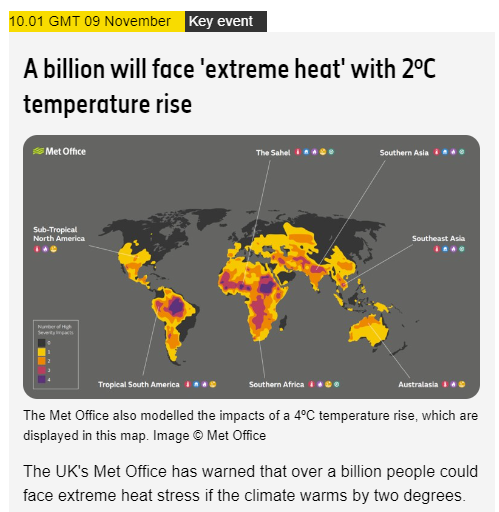 10.01 GMT 09 November Key event
A billion will face 'extreme heat' with 2ºC
temperature rise
Met Office
The Sahel
Southern Asia
Sub-Tropical
North America
Southeast Asia
Number of High
Severity Impacts
0
1
2
3
4
Tropical South America
Southern Africa
Australasia
The Met Office also modelled the impacts of a 4ºC temperature rise, which are
displayed in this map. Image © Met Office
The UK's Met Office has warned that over a billion people could
face extreme heat stress if the climate warms by two degrees.